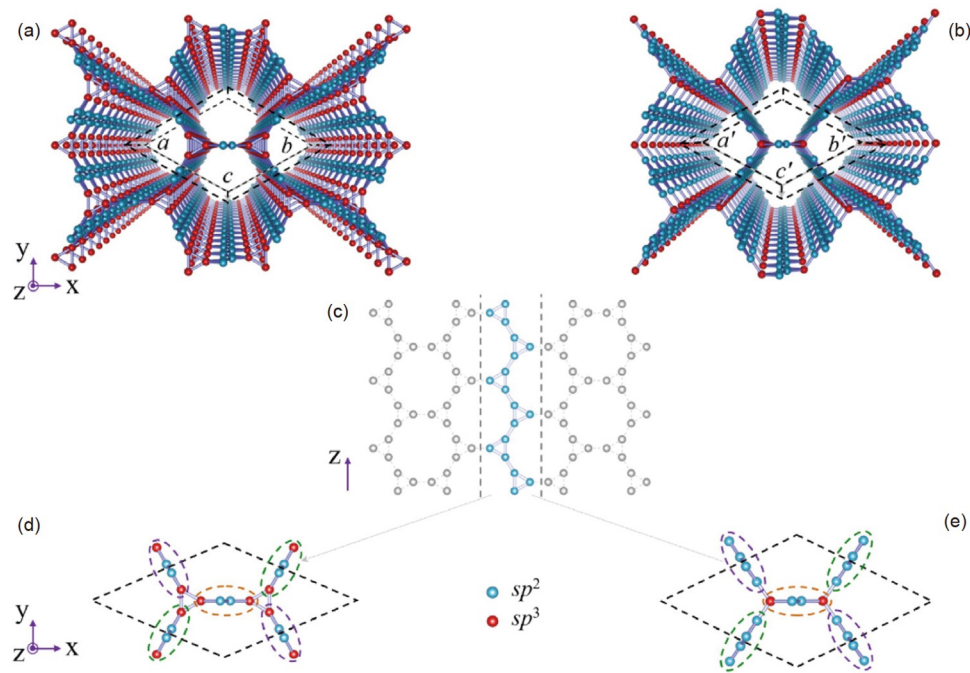 (a)
(b)
a
b
c
a′
b′
c′
y
z
x
y
z
x
(c)
z
(d)
(e)
sp²
sp³
y
z
x
y
z
x